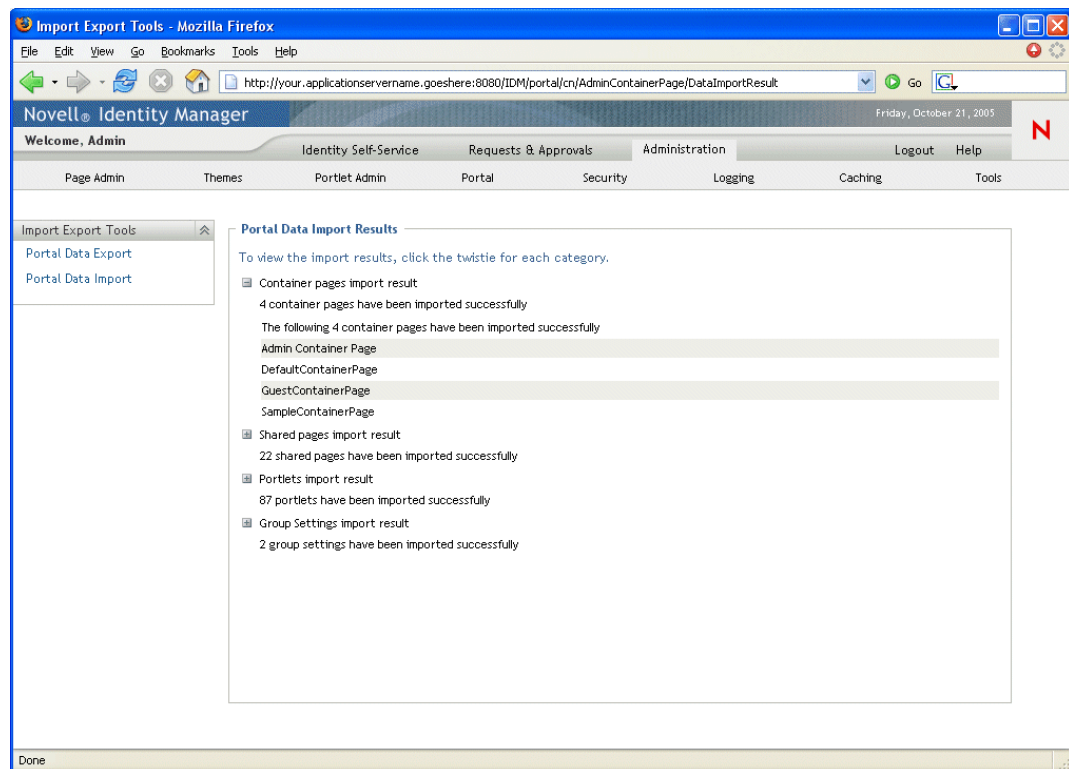 Import Export Tools - Mozilla Firefox
File Edit View Go Bookmarks Tools Help
http://your.applicationservername.goeshere:8080/IDM/portal/cn/AdminContainerPage/DataImportResult Go G
Novell® Identity Manager Friday, October 21, 2005
N
Welcome, Admin Identity Self-Service Requests & Approvals Administration Logout Help
Page Admin Themes Portlet Admin Portal Security Logging Caching Tools
Import Export Tools
Portal Data Export
Portal Data Import
Portal Data Import Results
To view the import results, click the twistie for each category.
Container pages import result
4 container pages have been imported successfully
The following 4 container pages have been imported successfully
Admin Container Page
DefaultContainerPage
GuestContainerPage
SampleContainerPage
Shared pages import result
22 shared pages have been imported successfully
Portlets import result
87 portlets have been imported successfully
Group Settings import result
2 group settings have been imported successfully
Done